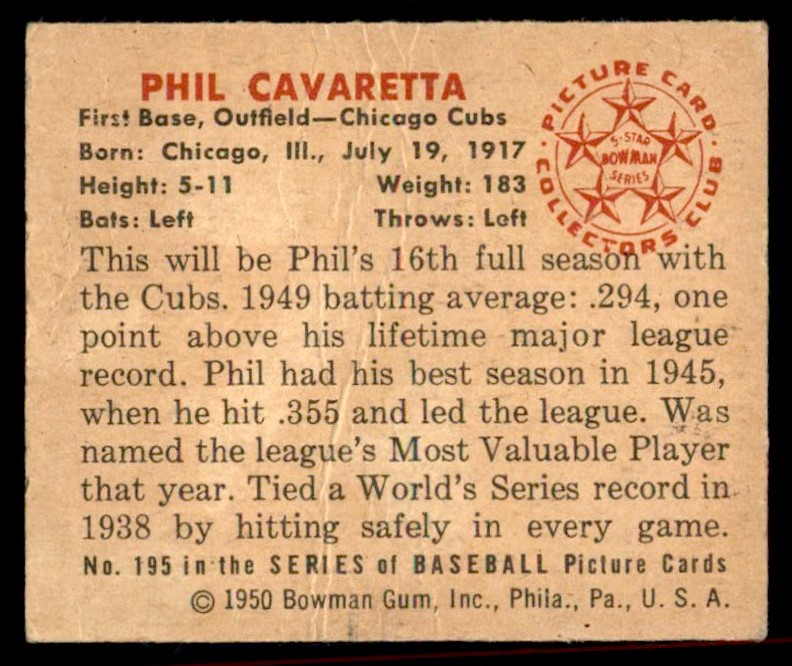 PHIL CAVARETTA
First Base, Outfield—Chicago Cubs
Born: Chicago, Ill., July 19, 1917
Height: 5-11 Weight: 183
Bats: Left Throws: Left
PICTURE CARD
COLLECTORS CLUB
5-STAR
BOWMAN
SERIES
This will be Phil's 16th full season with
the Cubs. 1949 batting average: .294, one
point above his lifetime major league
record. Phil had his best season in 1945,
when he hit .355 and led the league. Was
named the league's Most Valuable Player
that year. Tied a World's Series record in
1938 by hitting safely in every game.
No. 195 in the SERIES of BASEBALL Picture Cards
© 1950 Bowman Gum, Inc., Phila., Pa., U. S. A.